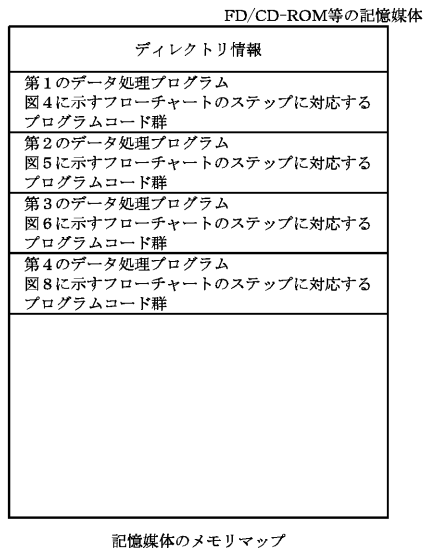 FD/CD-ROM等の記憶媒体
ディレクトリ情報
第1のデータ処理プログラム
図4に示すフローチャートのステップに対応する
プログラムコード群
第2のデータ処理プログラム
図5に示すフローチャートのステップに対応する
プログラムコード群
第3のデータ処理プログラム
図6に示すフローチャートのステップに対応する
プログラムコード群
第4のデータ処理プログラム
図8に示すフローチャートのステップに対応する
プログラムコード群
記憶媒体のメモリマップ